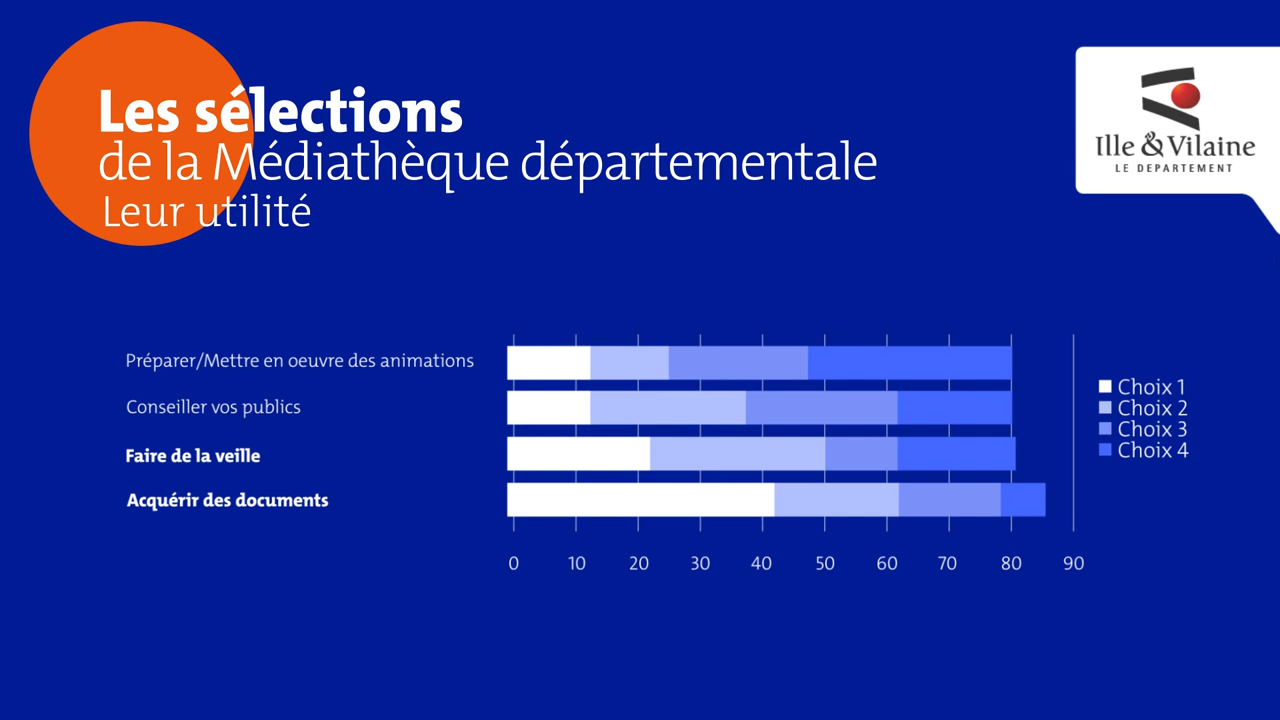 Les sélections
de la Médiathèque départementale
Leur utilité
Ille & Vilaine
LE DEPARTEMENT
Préparer/Mettre en oeuvre des animations
Conseiller vos publics
Faire de la veille
Acquérir des documents
Choix 1
Choix 2
Choix 3
Choix 4
0 10 20 30 40 50 60 70 80 90